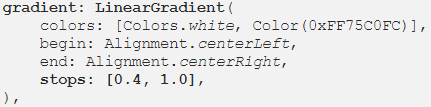 gradient: LinearGradient(
    colors: [Colors.white, Color(0xFF75C0FC)],
    begin: Alignment.centerLeft,
    end: Alignment.centerRight,
    stops: [0.4, 1.0],
),